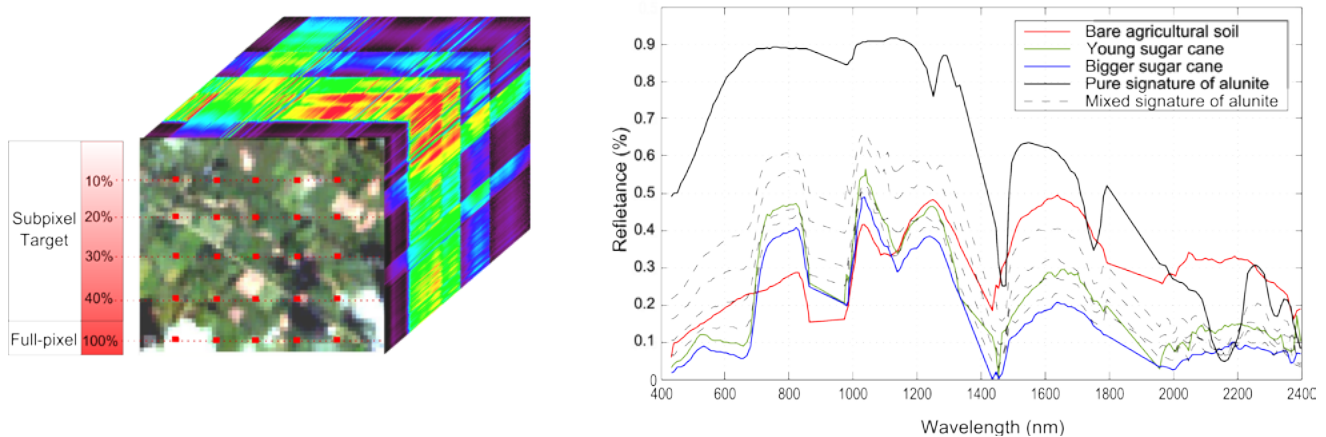 Subpixel
Target
Full-pixel
10%
20%
30%
40%
100%
Refletance (%)
0.9
0.8
0.7
0.6
0.5
0.4
0.3
0.2
0.1
0
400
600
800
1000
1200
1400
1600
1800
2000
2200
2400
Wavelength (nm)
Bare agricultural soil
Young sugar cane
Bigger sugar cane
Pure signature of alunite
Mixed signature of alunite